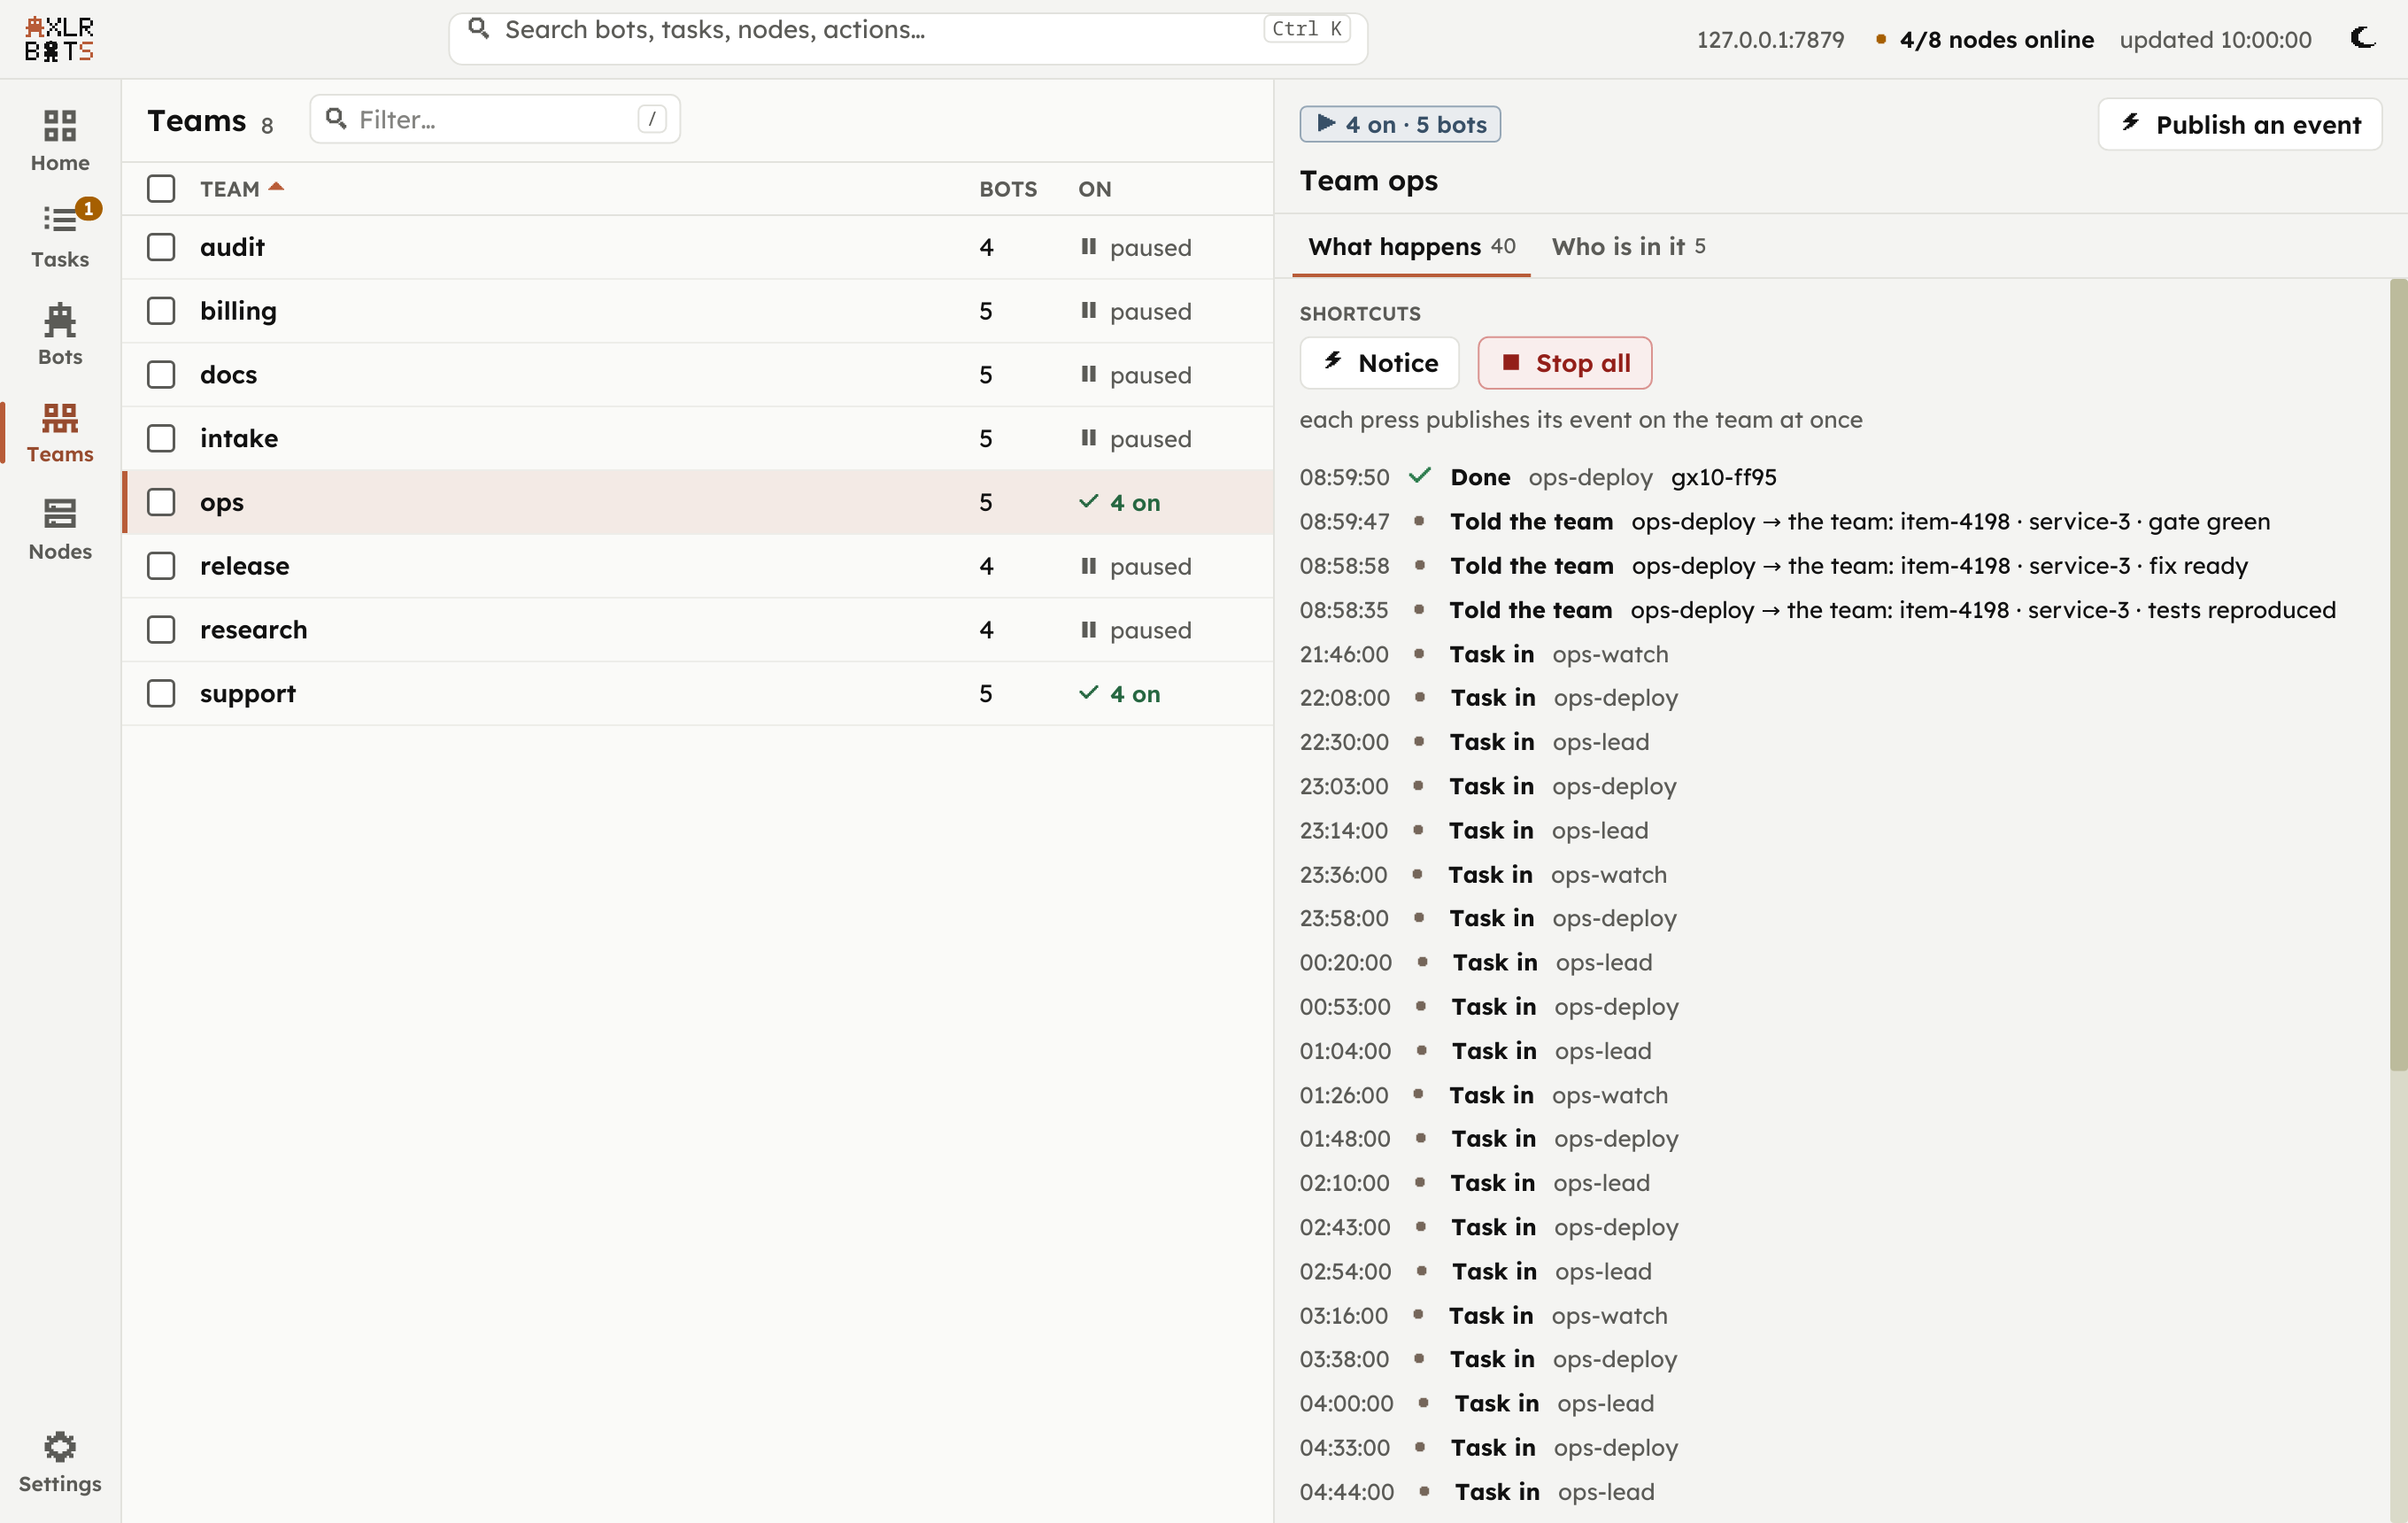 AXLR
BOTS
Search bots, tasks, nodes, actions...
Ctrl K
127.0.0.1:7879
4/8 nodes online
updated 10:00:00
Home
1
Tasks
Bots
Teams
Nodes
Settings
Teams 8
Filter...
/
TEAM BOTS ON
audit 4 paused
billing 5 paused
docs 5 paused
intake 5 paused
ops 5 4 on
release 4 paused
research 4 paused
support 5 4 on
4 on · 5 bots
Publish an event
Team ops
What happens 40
Who is in it 5
SHORTCUTS
Notice
Stop all
each press publishes its event on the team at once
08:59:50 Done ops-deploy gx10-ff95
08:59:47 Told the team ops-deploy → the team: item-4198 · service-3 · gate green
08:58:58 Told the team ops-deploy → the team: item-4198 · service-3 · fix ready
08:58:35 Told the team ops-deploy → the team: item-4198 · service-3 · tests reproduced
21:46:00 Task in ops-watch
22:08:00 Task in ops-deploy
22:30:00 Task in ops-lead
23:03:00 Task in ops-deploy
23:14:00 Task in ops-lead
23:36:00 Task in ops-watch
23:58:00 Task in ops-deploy
00:20:00 Task in ops-lead
00:53:00 Task in ops-deploy
01:04:00 Task in ops-lead
01:26:00 Task in ops-watch
01:48:00 Task in ops-deploy
02:10:00 Task in ops-lead
02:43:00 Task in ops-deploy
02:54:00 Task in ops-lead
03:16:00 Task in ops-watch
03:38:00 Task in ops-deploy
04:00:00 Task in ops-lead
04:33:00 Task in ops-deploy
04:44:00 Task in ops-lead